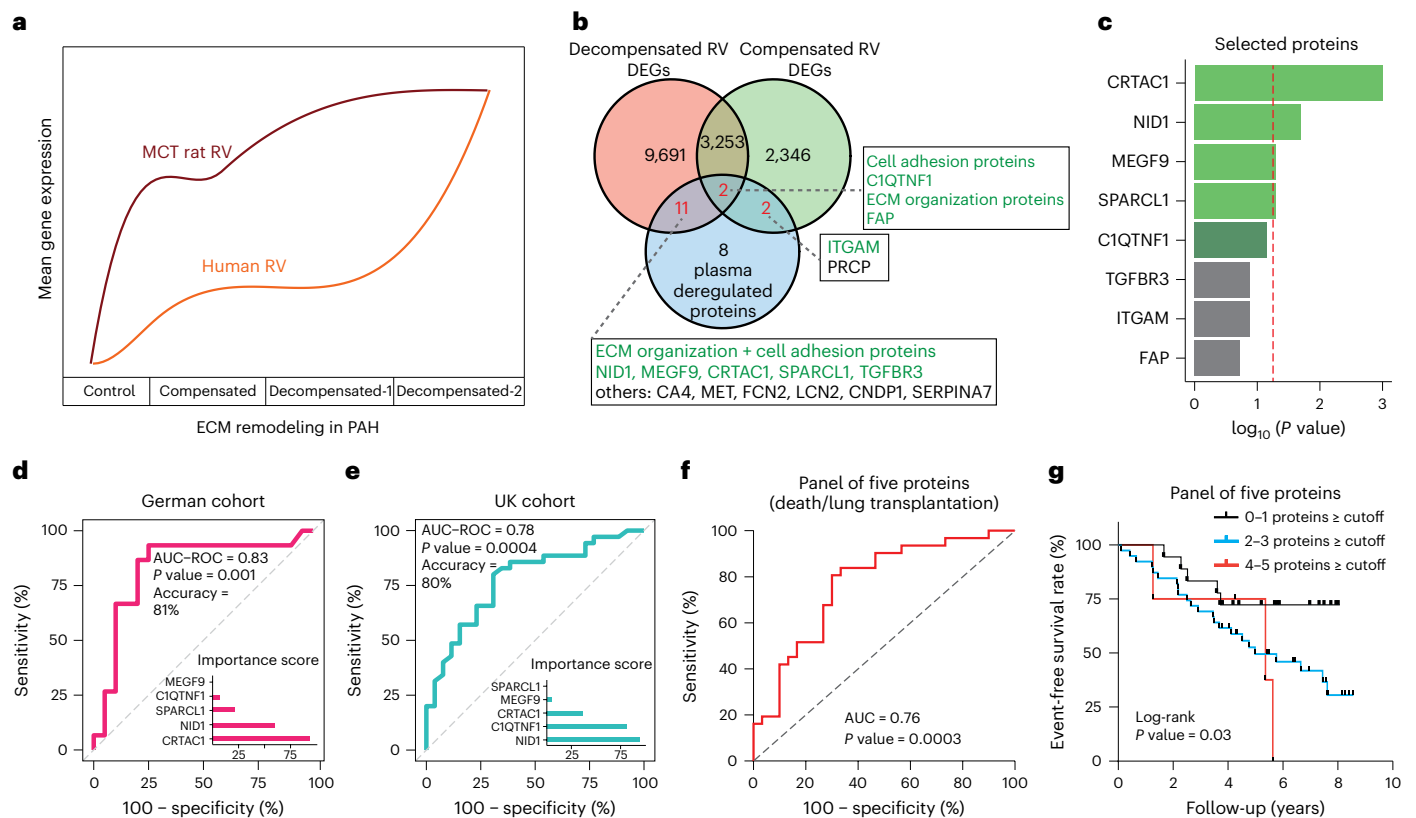 a
Mean gene expression
MCT rat RV
Human RV
Control
Compensated
Decompensated-1
Decompensated-2
ECM remodeling in PAH
b
Decompensated RV
DEGs
Compensated RV
DEGs
9,691
3,253
2,346
2
11
2
8
plasma
deregulated
proteins
Cell adhesion proteins
C1QTNF1
ECM organization proteins
FAP
ITGAM
PRCP
ECM organization + cell adhesion proteins
NID1, MEGF9, CRTAC1, SPARCL1, TGFBR3
others: CA4, MET, FCN2, LCN2, CNDP1, SERPINA7
c
Selected proteins
CRTAC1
NID1
MEGF9
SPARCL1
C1QTNF1
TGFBR3
ITGAM
FAP
0 1 2 3
log10 (P value)
d
German cohort
Sensitivity (%)
100
75
50
25
0
AUC–ROC = 0.83
P value = 0.001
Accuracy =
81%
Importance score
MEGF9
C1QTNF1
SPARCL1
NID1
CRTAC1
25 75
0 25 50 75 100
100 – specificity (%)
e
UK cohort
Sensitivity (%)
100
75
50
25
0
AUC–ROC = 0.78
P value = 0.0004
Accuracy =
80%
Importance score
SPARCL1
MEGF9
CRTAC1
C1QTNF1
NID1
25 75
0 25 50 75 100
100 – specificity (%)
f
Panel of five proteins
(death/lung transplantation)
Sensitivity (%)
100
80
60
40
20
0
AUC = 0.76
P value = 0.0003
0 20 40 60 80 100
100 – specificity (%)
g
Panel of five proteins
0–1 proteins ≥ cutoff
2–3 proteins ≥ cutoff
4–5 proteins ≥ cutoff
Event-free survival rate (%)
100
75
50
25
0
Log-rank
P value = 0.03
0 2 4 6 8 10
Follow-up (years)